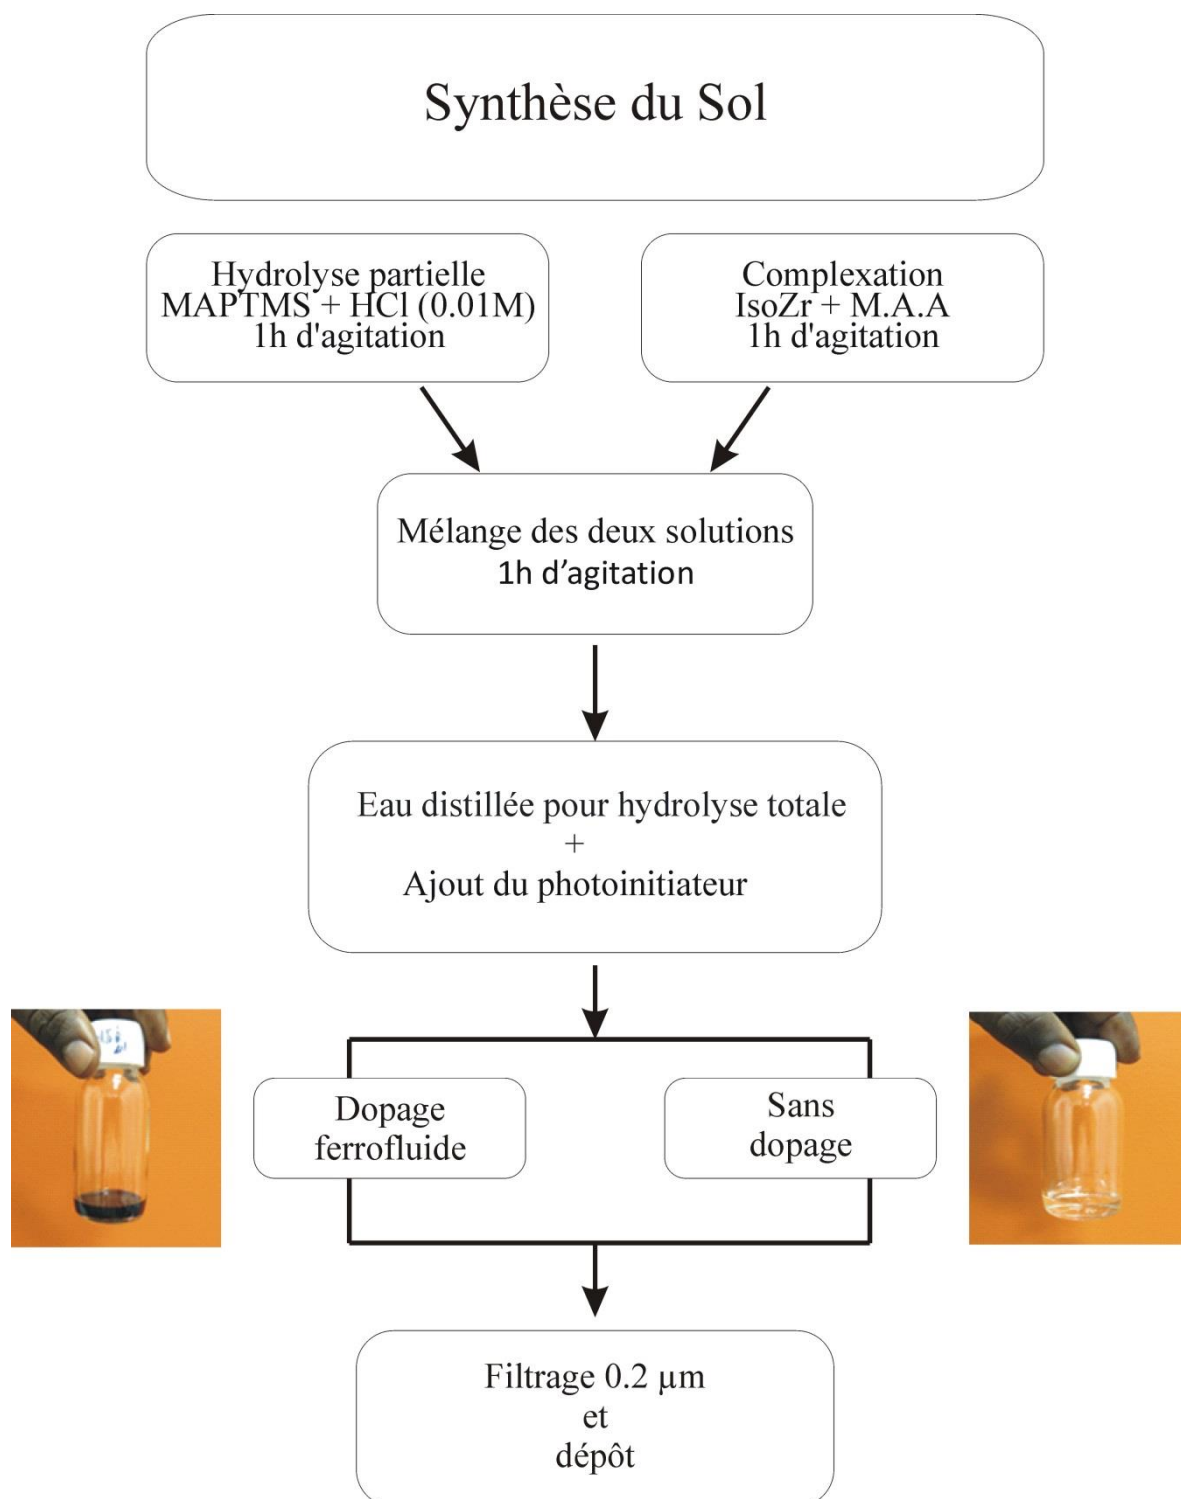 Synthèse du Sol
Hydrolyse partielle
MAPTMS + HCl (0.01M)
1h d'agitation
Complexation
IsoZr + M.A.A
1h d'agitation
Mélange des deux solutions
1h d’agitation
Eau distillée pour hydrolyse totale
+
Ajout du photoinitiateur
Dopage
ferrofluide
Sans
dopage
Filtrage 0.2 µm
et
dépôt